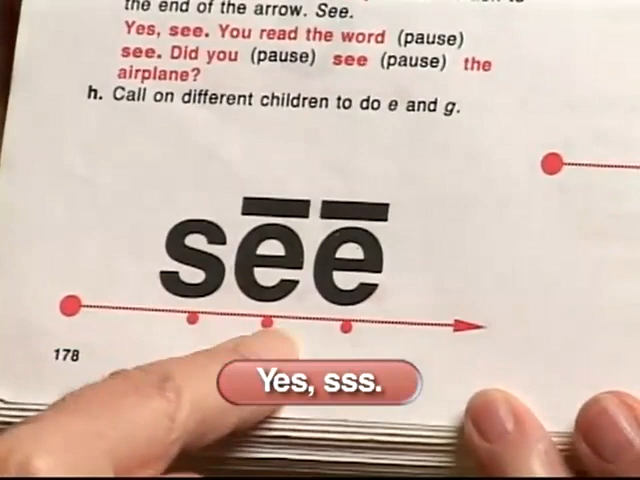 the end of the arrow. See.
Yes, see. You read the word (pause)
see. Did you (pause) see (pause) the
airplane?
h. Call on different children to do e and g.
sēē
178
Yes, sss.